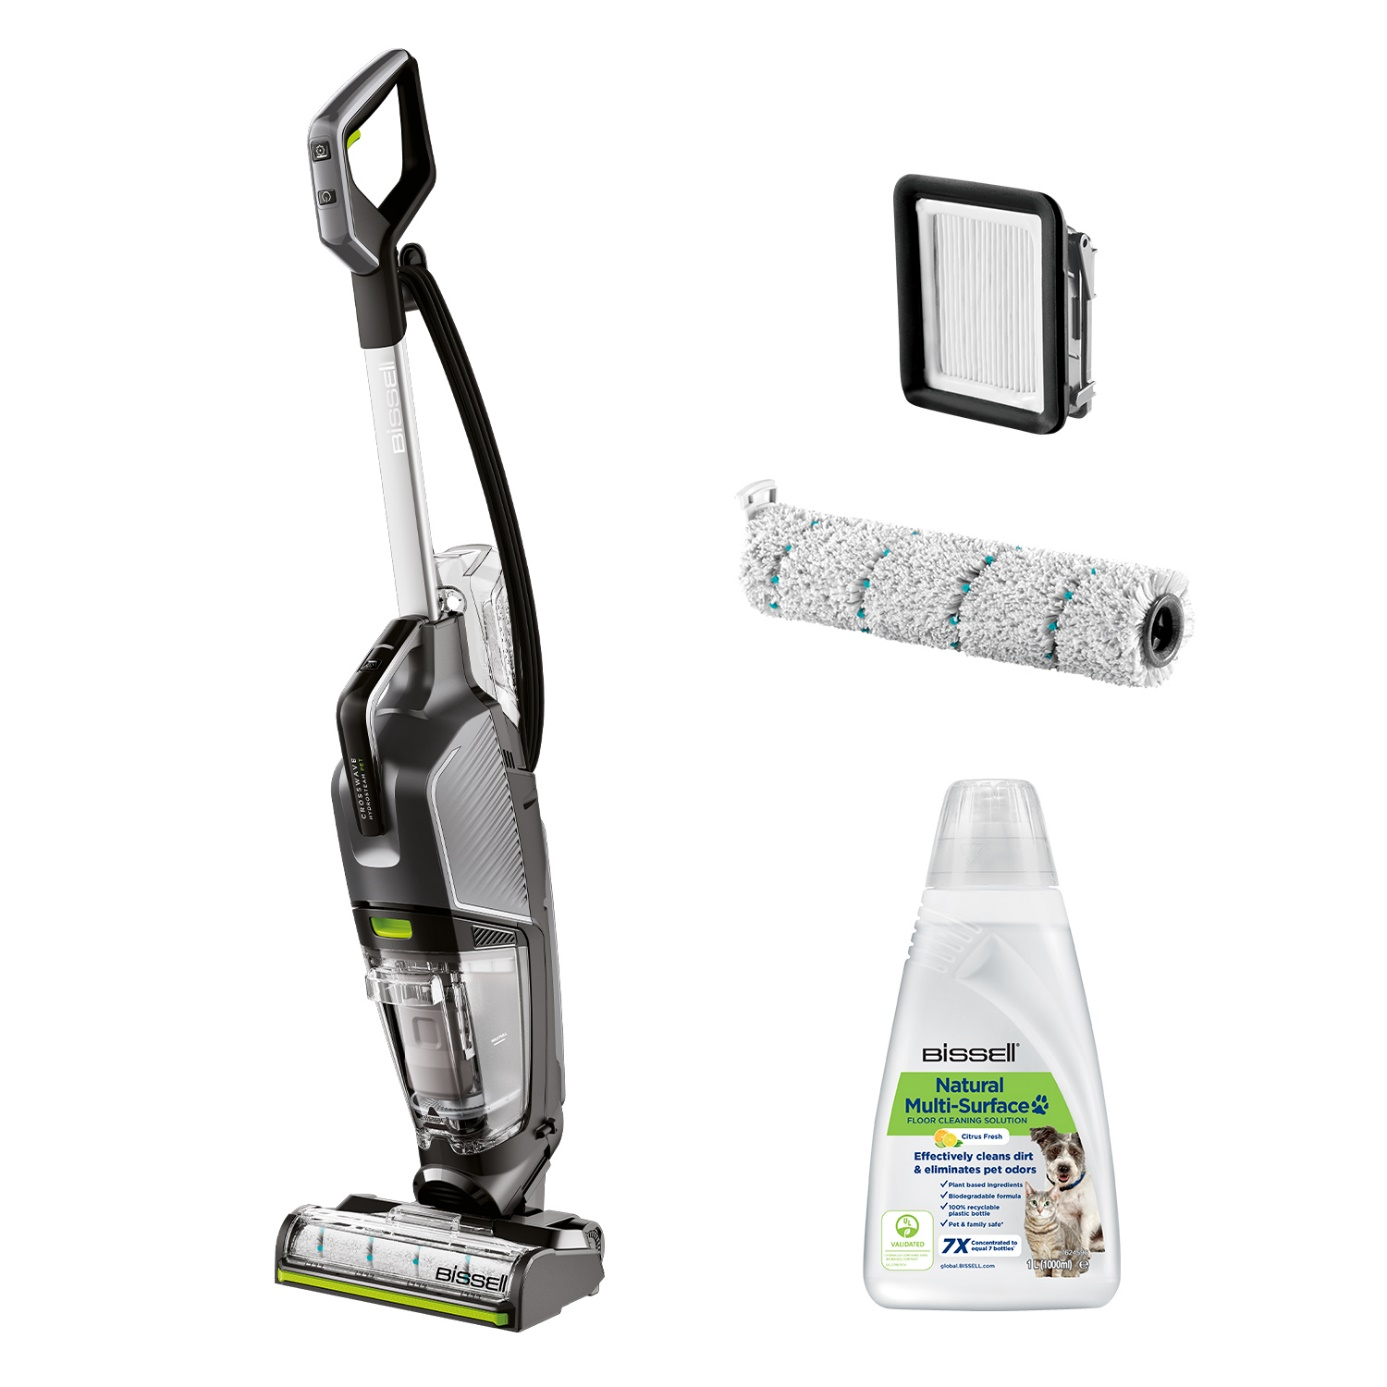 BISSELL
CROSSWAVE
HYDROSTEAM PET
BISSELL
BISSELL®
Natural
Multi-Surface
FLOOR CLEANING SOLUTION
Citrus Fresh
Effectively cleans dirt
& eliminates pet odors
✓ Plant based ingredients
✓ Biodegradable formula
✓ 100% recyclable
plastic bottle
✓ Pet & family safe*
UL
VALIDATED
7X Concentrated to
equal 7 bottles
global.BISSELL.com
1 L (1000ml) e